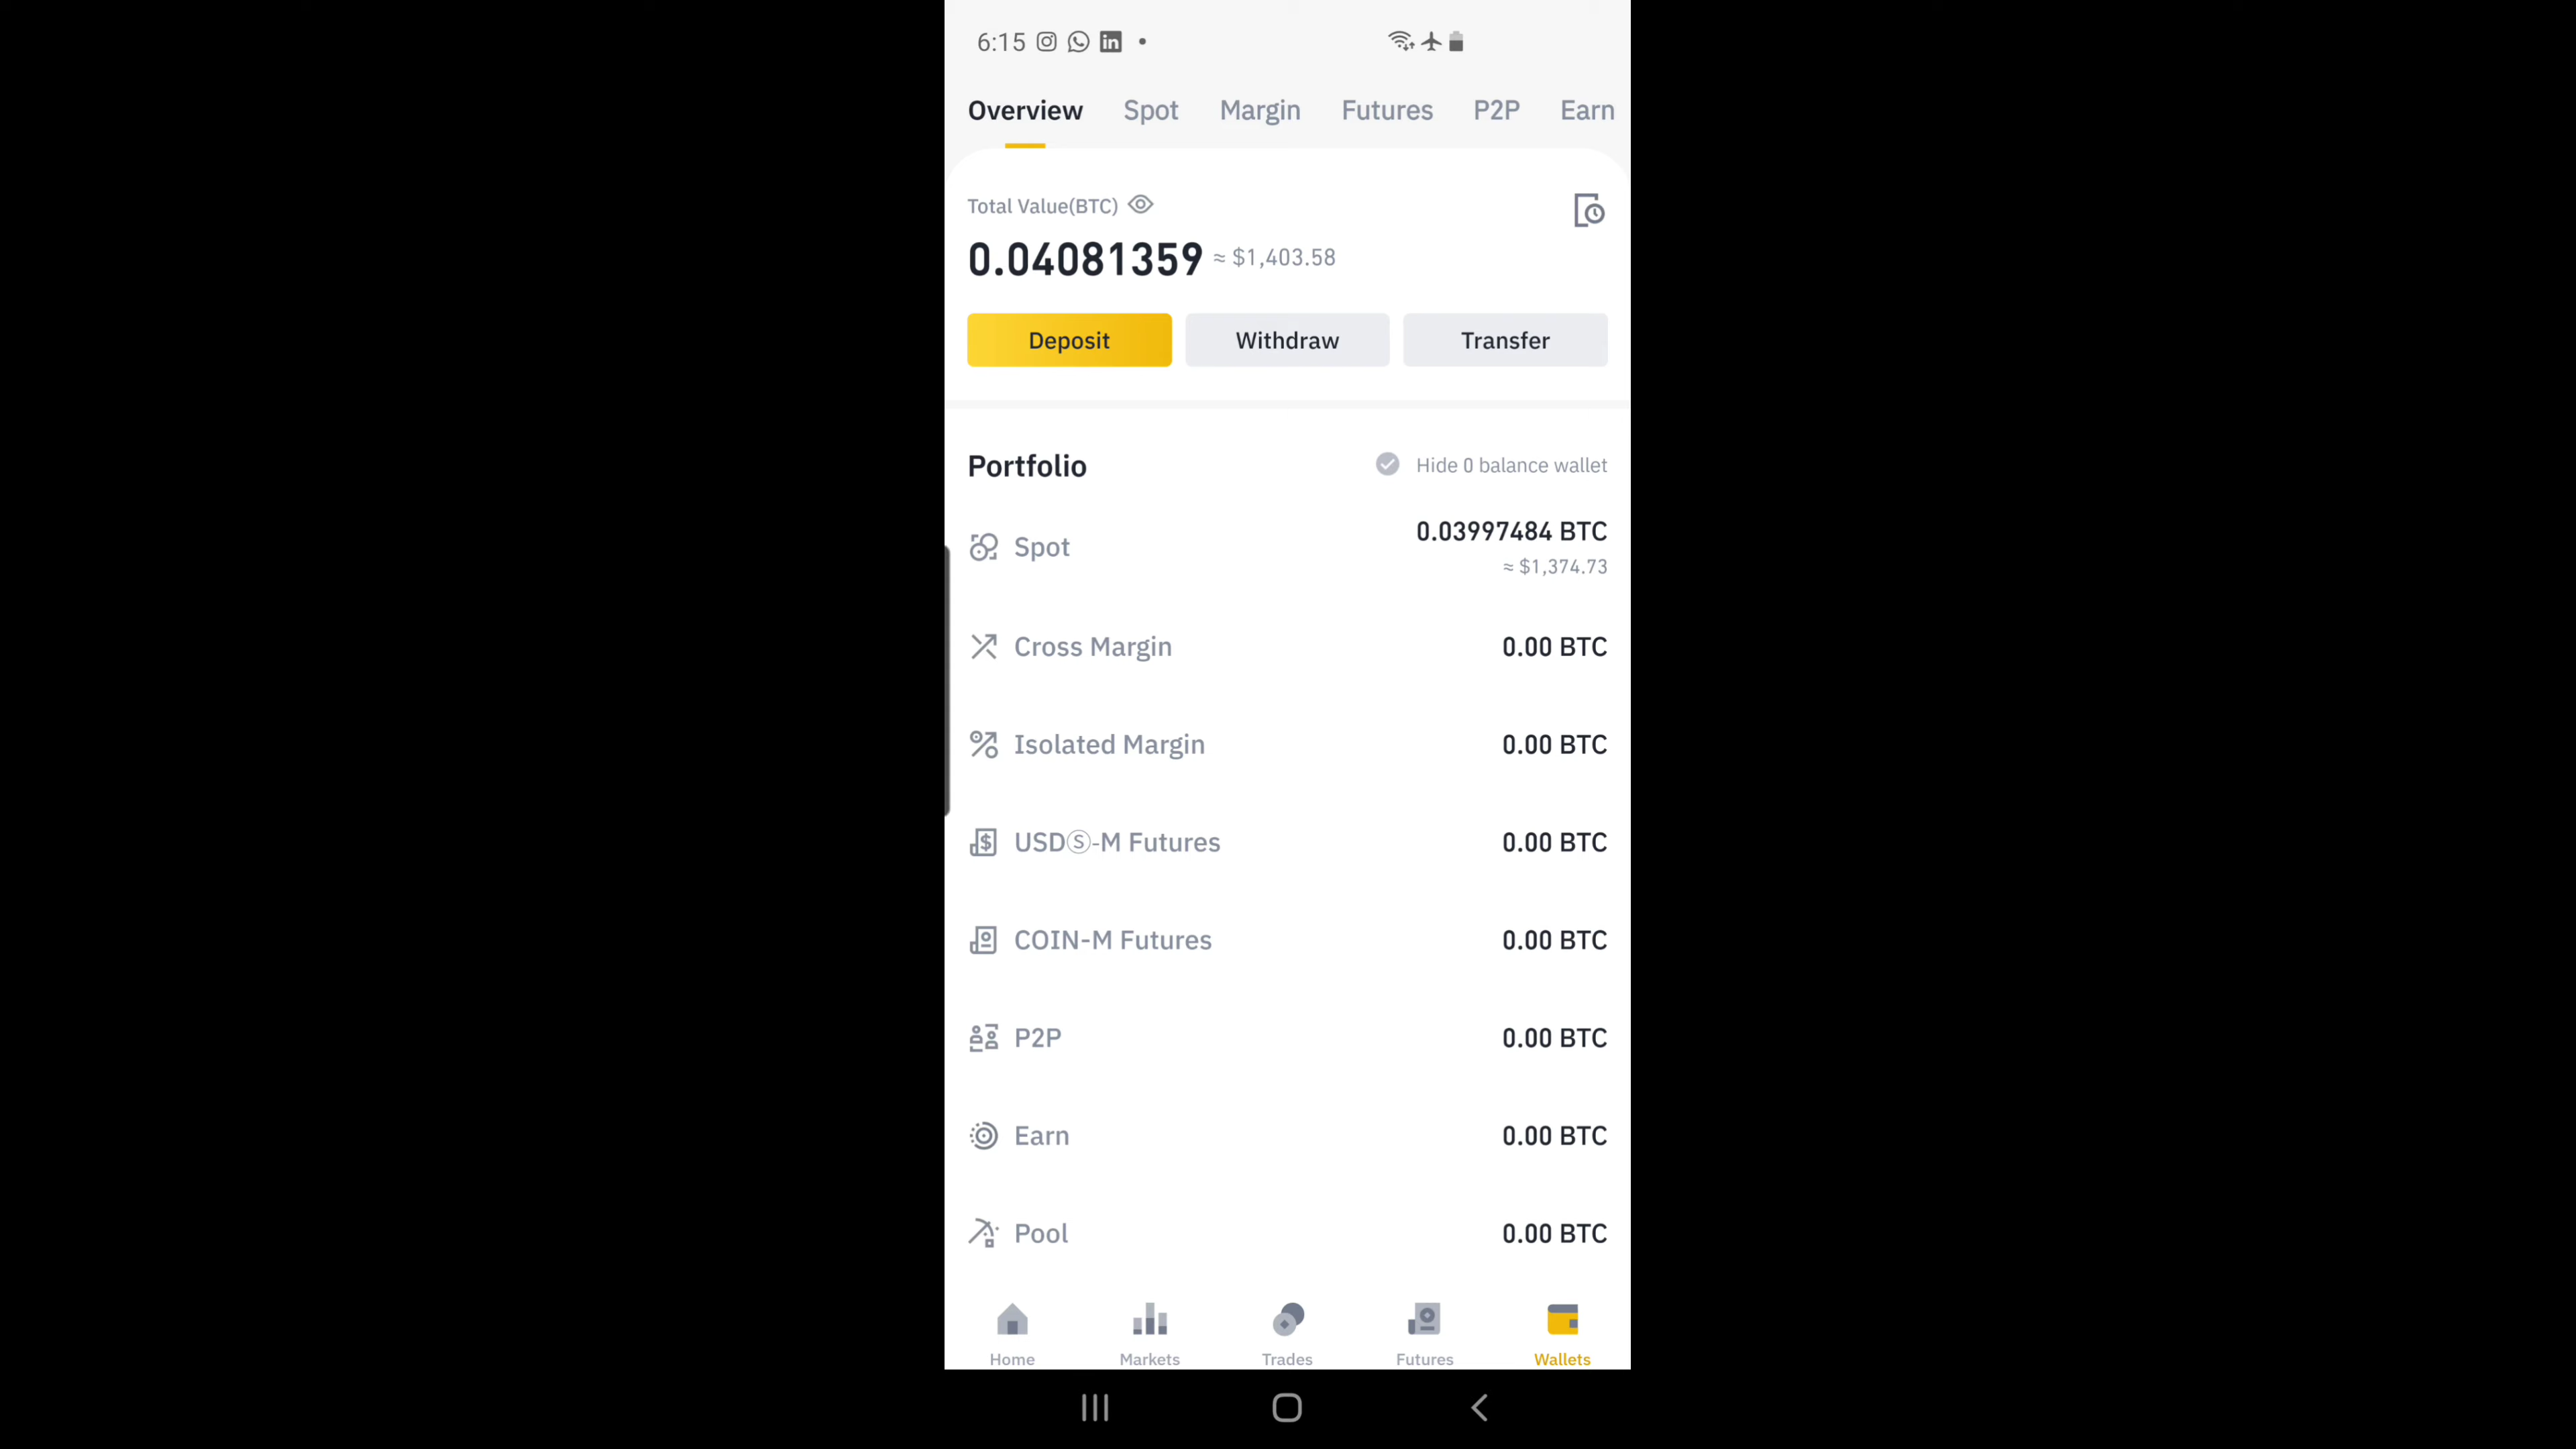 6:15
Overview Spot Margin Futures P2P Earn
Total Value(BTC)
0.04081359 ≈ $1,403.58
Deposit Withdraw Transfer
Portfolio Hide 0 balance wallet
Spot 0.03997484 BTC
≈ $1,374.73
Cross Margin 0.00 BTC
Isolated Margin 0.00 BTC
USDⓈ-M Futures 0.00 BTC
COIN-M Futures 0.00 BTC
P2P 0.00 BTC
Earn 0.00 BTC
Pool 0.00 BTC
Home Markets Trades Futures Wallets